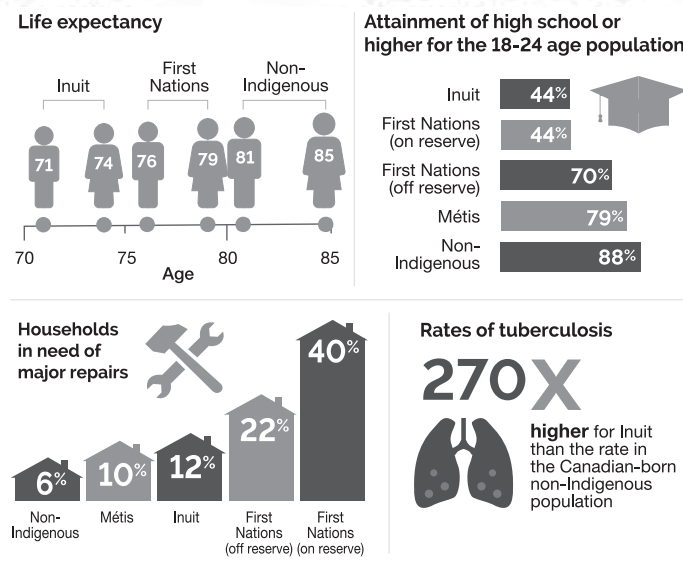 Life expectancy
Inuit
First
Nations
Non-
Indigenous
71
74
76
79
81
85
70
75
80
85
Age
Attainment of high school or
higher for the 18-24 age population
Inuit
44%
First Nations
(on reserve)
44%
First Nations
(off reserve)
70%
Métis
79%
Non-
Indigenous
88%
Households
in need of
major repairs
6%
10%
12%
22%
40%
Non-
Indigenous
Métis
Inuit
First
Nations
(off reserve)
First
Nations
(on reserve)
Rates of tuberculosis
270X
higher for Inuit
than the rate in
the Canadian-born
non-Indigenous
population